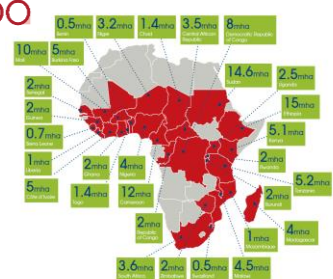 00
0.5mha
Benin
3.2mha
Niger
1.4mha
Chad
3.5mha
Central African
Republic
8mha
Democratic Republic
of Congo
10mha
Mali
5mha
Burkina Faso
14.6mha
Sudan
2.5mha
Uganda
2mha
Senegal
15mha
Ethiopia
2mha
Guinea
5.1mha
Kenya
0.7mha
Sierra Leone
2mha
Rwanda
1mha
Liberia
2mha
Ghana
4mha
Nigeria
5.2mha
Tanzania
5mha
Côte d'Ivoire
1.4mha
Togo
12mha
Cameroon
2mha
Burundi
2mha
Republic
of Congo
4mha
Madagascar
1mha
Mozambique
3.6mha
South Africa
2mha
Zimbabwe
0.5mha
Swaziland
4.5mha
Malawi